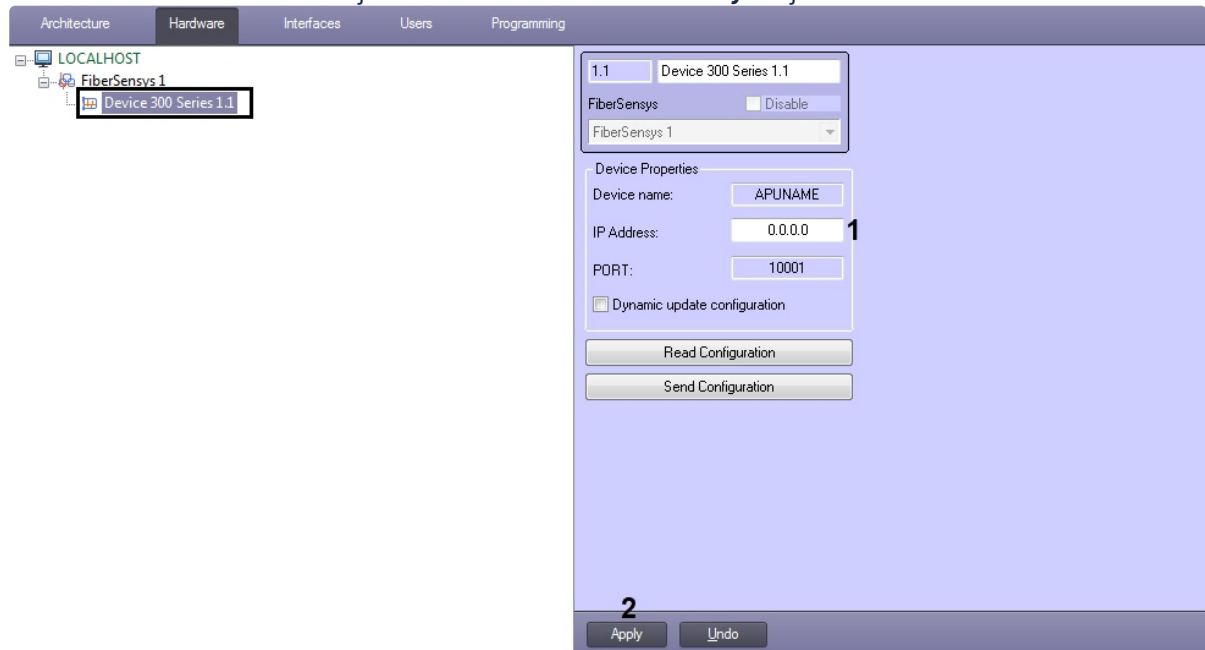 Architecture Hardware Interfaces Users Programming
LOCALHOST
FiberSensys 1
Device 300 Series 1.1
1.1 Device 300 Series 1.1
FiberSensys Disable
FiberSensys 1
Device Properties
Device name: APUNAME
IP Address: 0.0.0.0 1
PORT: 10001
Dynamic update configuration
Read Configuration
Send Configuration
2
Apply Undo